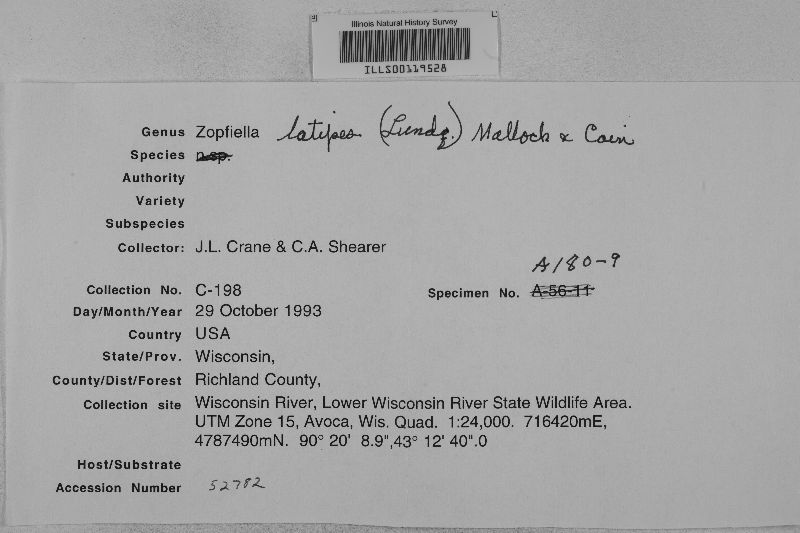 Illinois Natural History Survey
ILLS00119528
Genus Zopfiella latipes (Lundq.) Malloch & Cain
Species n.sp.
Authority
Variety
Subspecies
Collector: J.L. Crane & C.A. Shearer
A180-9
Collection No. C-198 Specimen No. A-56-11
Day/Month/Year 29 October 1993
Country USA
State/Prov. Wisconsin,
County/Dist/Forest Richland County,
Collection site Wisconsin River, Lower Wisconsin River State Wildlife Area.
UTM Zone 15, Avoca, Wis. Quad. 1:24,000. 716420mE,
4787490mN. 90° 20' 8.9",43° 12' 40".0
Host/Substrate
Accession Number 52782